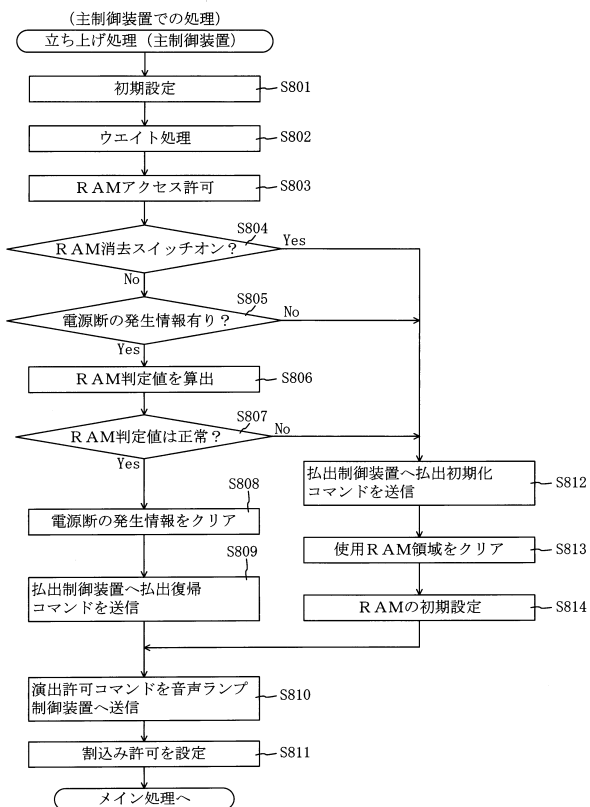 (主制御装置での処理)
立ち上げ処理(主制御装置)
初期設定
S801
ウエイト処理
S802
RAMアクセス許可
S803
S804
RAM消去スイッチオン?
Yes
No
S805
電源断の発生情報有り?
No
Yes
RAM判定値を算出
S806
S807
RAM判定値は正常?
No
Yes
払出制御装置へ払出初期化
コマンドを送信
S812
S808
電源断の発生情報をクリア
使用RAM領域をクリア
S813
S809
払出制御装置へ払出復帰
コマンドを送信
RAMの初期設定
S814
演出許可コマンドを音声ランプ
制御装置へ送信
S810
割込み許可を設定
S811
メイン処理へ